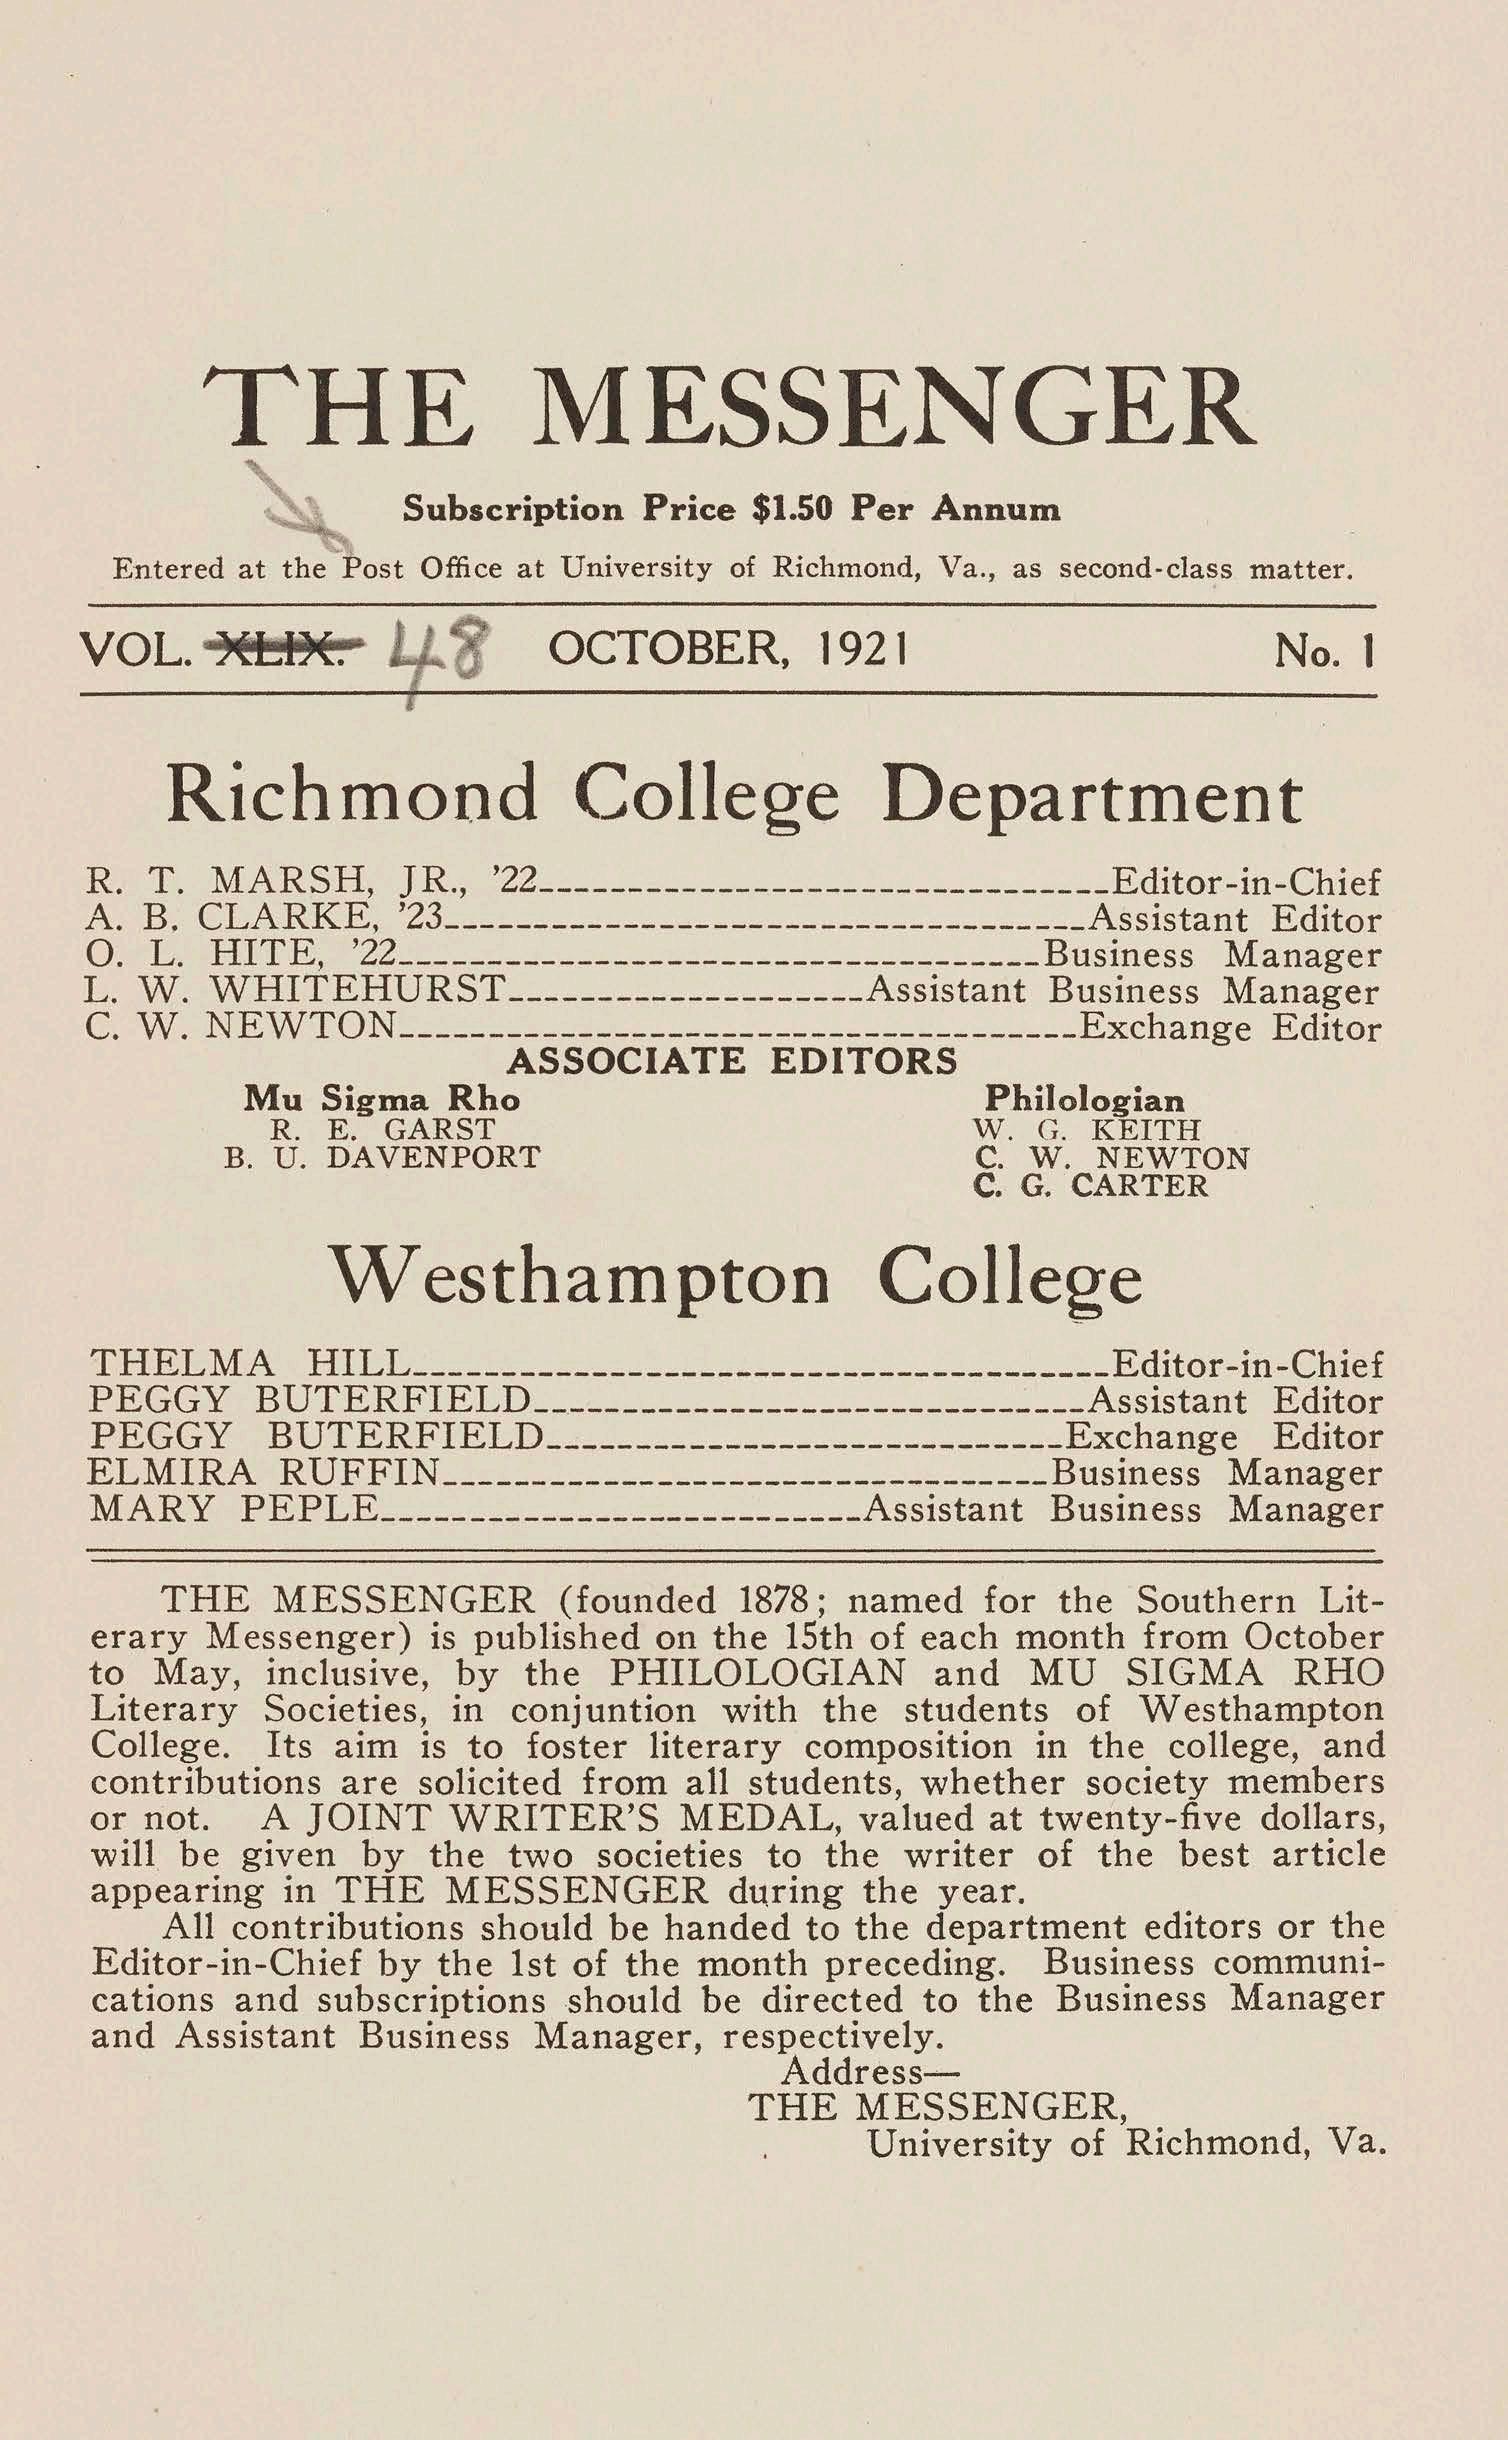 THE MESSENGER
Subscription Price $1.50 Per Annum
Entered at the Post Office at University of Richmond, Va., as second-class matter.
VOL. XLIX. 48 OCTOBER, 1921 No. 1
Richmond College Department
R. T. MARSH, JR., '22 Editor-in-Chief
A. B. CLARKE, '23 Assistant Editor
O. L. HITE, '22 Business Manager
L. W. WHITEHURST Assistant Business Manager
C. W. NEWTON Exchange Editor
ASSOCIATE EDITORS
Mu Sigma Rho Philologian
R. E. GARST W. G. KEITH
B. U. DAVENPORT C. W. NEWTON
C. G. CARTER
Westhampton College
THELMA HILL Editor-in-Chief
PEGGY BUTERFIELD Assistant Editor
PEGGY BUTERFIELD Exchange Editor
ELMIRA RUFFIN Business Manager
MARY PEPLE Assistant Business Manager
THE MESSENGER (founded 1878; named for the Southern Lit-
erary Messenger) is published on the 15th of each month from October
to May, inclusive, by the PHILOLOGIAN and MU SIGMA RHO
Literary Societies, in conjuntion with the students of Westhampton
College. Its aim is to foster literary composition in the college, and
contributions are solicited from all students, whether society members
or not. A JOINT WRITER'S MEDAL, valued at twenty-five dollars,
will be given by the two societies to the writer of the best article
appearing in THE MESSENGER during the year.
All contributions should be handed to the department editors or the
Editor-in-Chief by the 1st of the month preceding. Business communi-
cations and subscriptions should be directed to the Business Manager
and Assistant Business Manager, respectively.
Address—
THE MESSENGER,
University of Richmond, Va.